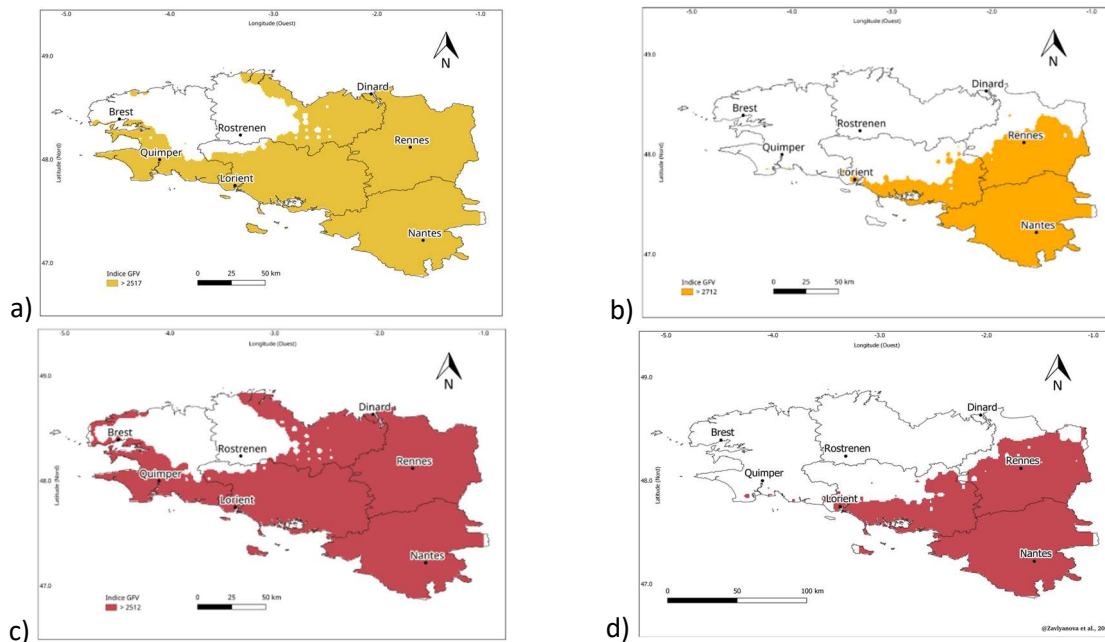 -5.0 -4.0 -3.0 -2.0 -1.0
Longitude (Ouest)
49.0
N
Dinard
Brest
Rostrenen
Rennes
48.0
Quimper
Latitude (Nord)
Lorient
Nantes
47.0
Indice GFV
> 2517
0 25 50 km
a)
-5.0 -4.0 -3.0 -2.0 -1.0
Longitude (Ouest)
49.0
N
Dinard
Brest
Rostrenen
Rennes
48.0
Quimper
Latitude (Nord)
Lorient
Nantes
47.0
Indice GFV
> 2712
0 25 50 km
b)
-5.0 -4.0 -3.0 -2.0 -1.0
Longitude (Ouest)
49.0
N
Dinard
Brest
Rostrenen
Rennes
48.0
Quimper
Latitude (Nord)
Lorient
Nantes
47.0
Indice GFV
> 2512
0 25 50 km
c)
-5.0 -4.0 -3.0 -2.0 -1.0
Longitude (Ouest)
49.0
N
Dinard
Brest
Rostrenen
Rennes
48.0
Quimper
Latitude (Nord)
Lorient
Nantes
47.0
0 50 100 km
@Zavlyanova et al., 20
d)